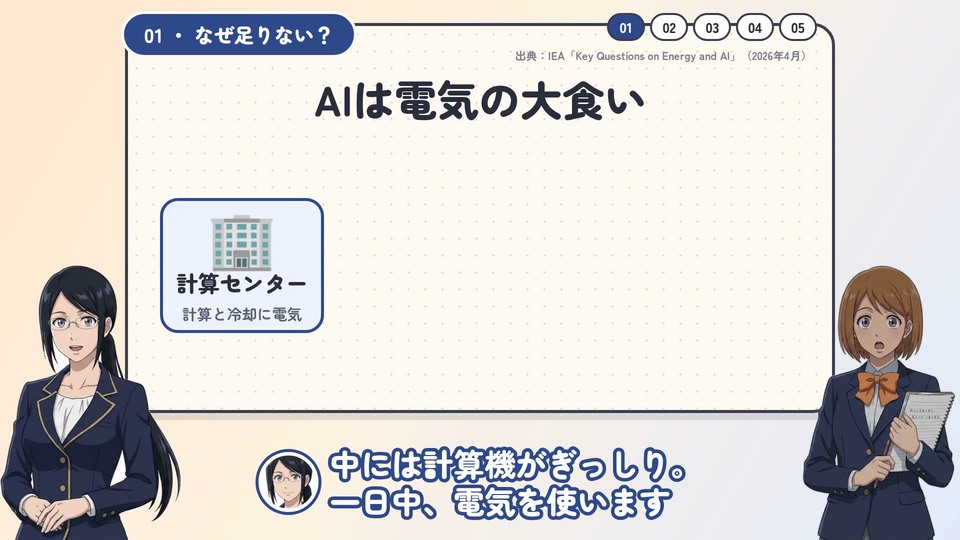 01 ・ なぜ足りない？
01 02 03 04 05
出典：IEA「Key Questions on Energy and AI」（2026年4月）
AIは電気の大食い
計算センター
計算と冷却に電気
中には計算機がぎっしり。
一日中、電気を使います